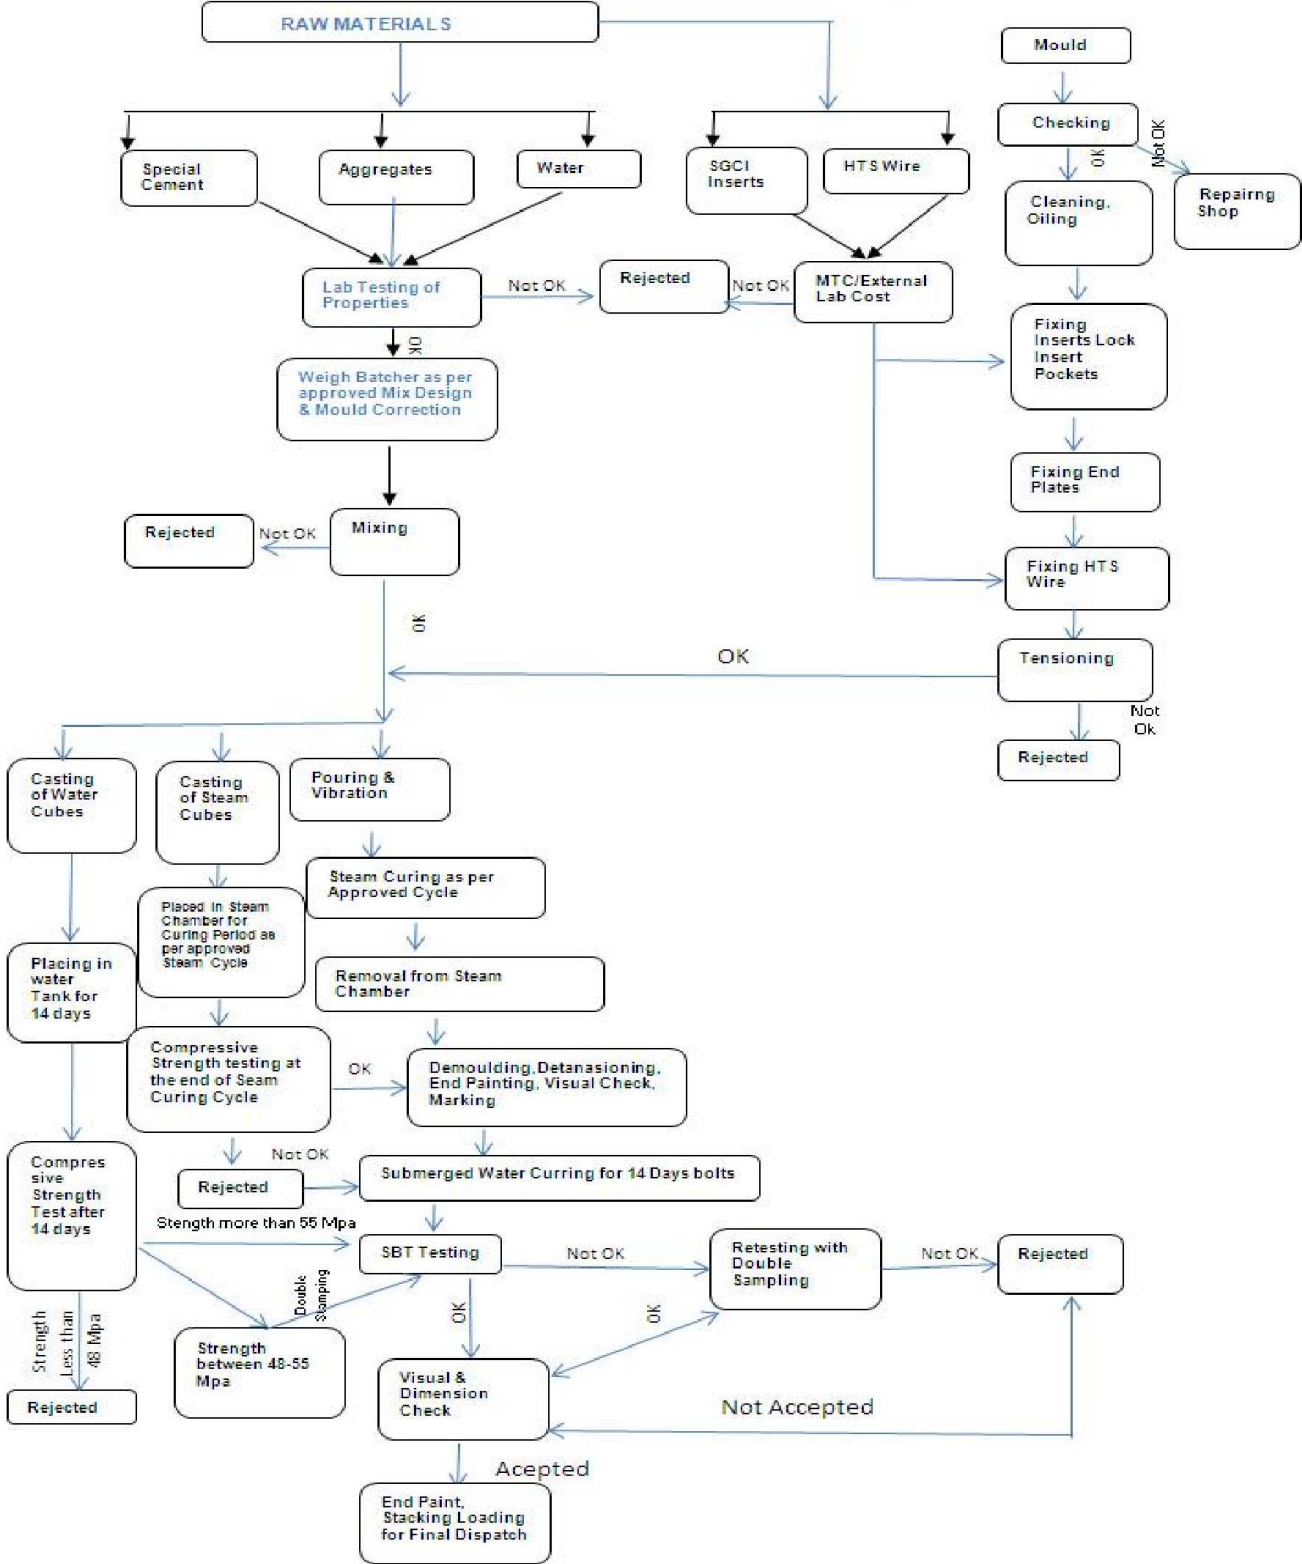 RAW MATERIALS
Mould
Checking
OK
Not OK
Special
Cement
Aggregates
Water
SGCI
Inserts
HTS Wire
Cleaning,
Oiling
Repairng
Shop
Lab Testing of
Properties
Not OK
Rejected
Not OK
MTC/External
Lab Cost
OK
Fixing
Inserts Lock
Insert
Pockets
Weigh Batcher as per
approved Mix Design
& Mould Correction
Fixing End
Plates
Rejected
Not OK
Mixing
Fixing HTS
Wire
OK
OK
Tensioning
Not
Ok
Rejected
Casting
of Water
Cubes
Casting
of Steam
Cubes
Pouring &
Vibration
Steam Curing as per
Approved Cycle
Placed in Steam
Chamber for
Curing Period as
per approved
Steam Cycle
Placing in
water
Tank for
14 days
Removal from Steam
Chamber
Compressive
Strength testing at
the end of Seam
Curing Cycle
OK
Demoulding,Detanasioning,
End Painting, Visual Check,
Marking
Not OK
Rejected
Submerged Water Curring for 14 Days bolts
Compres
sive
Strength
Test after
14 days
Stength more than 55 Mpa
SBT Testing
Not OK
Retesting with
Double
Sampling
Not OK
Rejected
Double
Stamping
OK
OK
Strength
Less than
48 Mpa
Strength
between 48-55
Mpa
Rejected
Visual &
Dimension
Check
Not Accepted
Acepted
End Paint,
Stacking Loading
for Final Dispatch